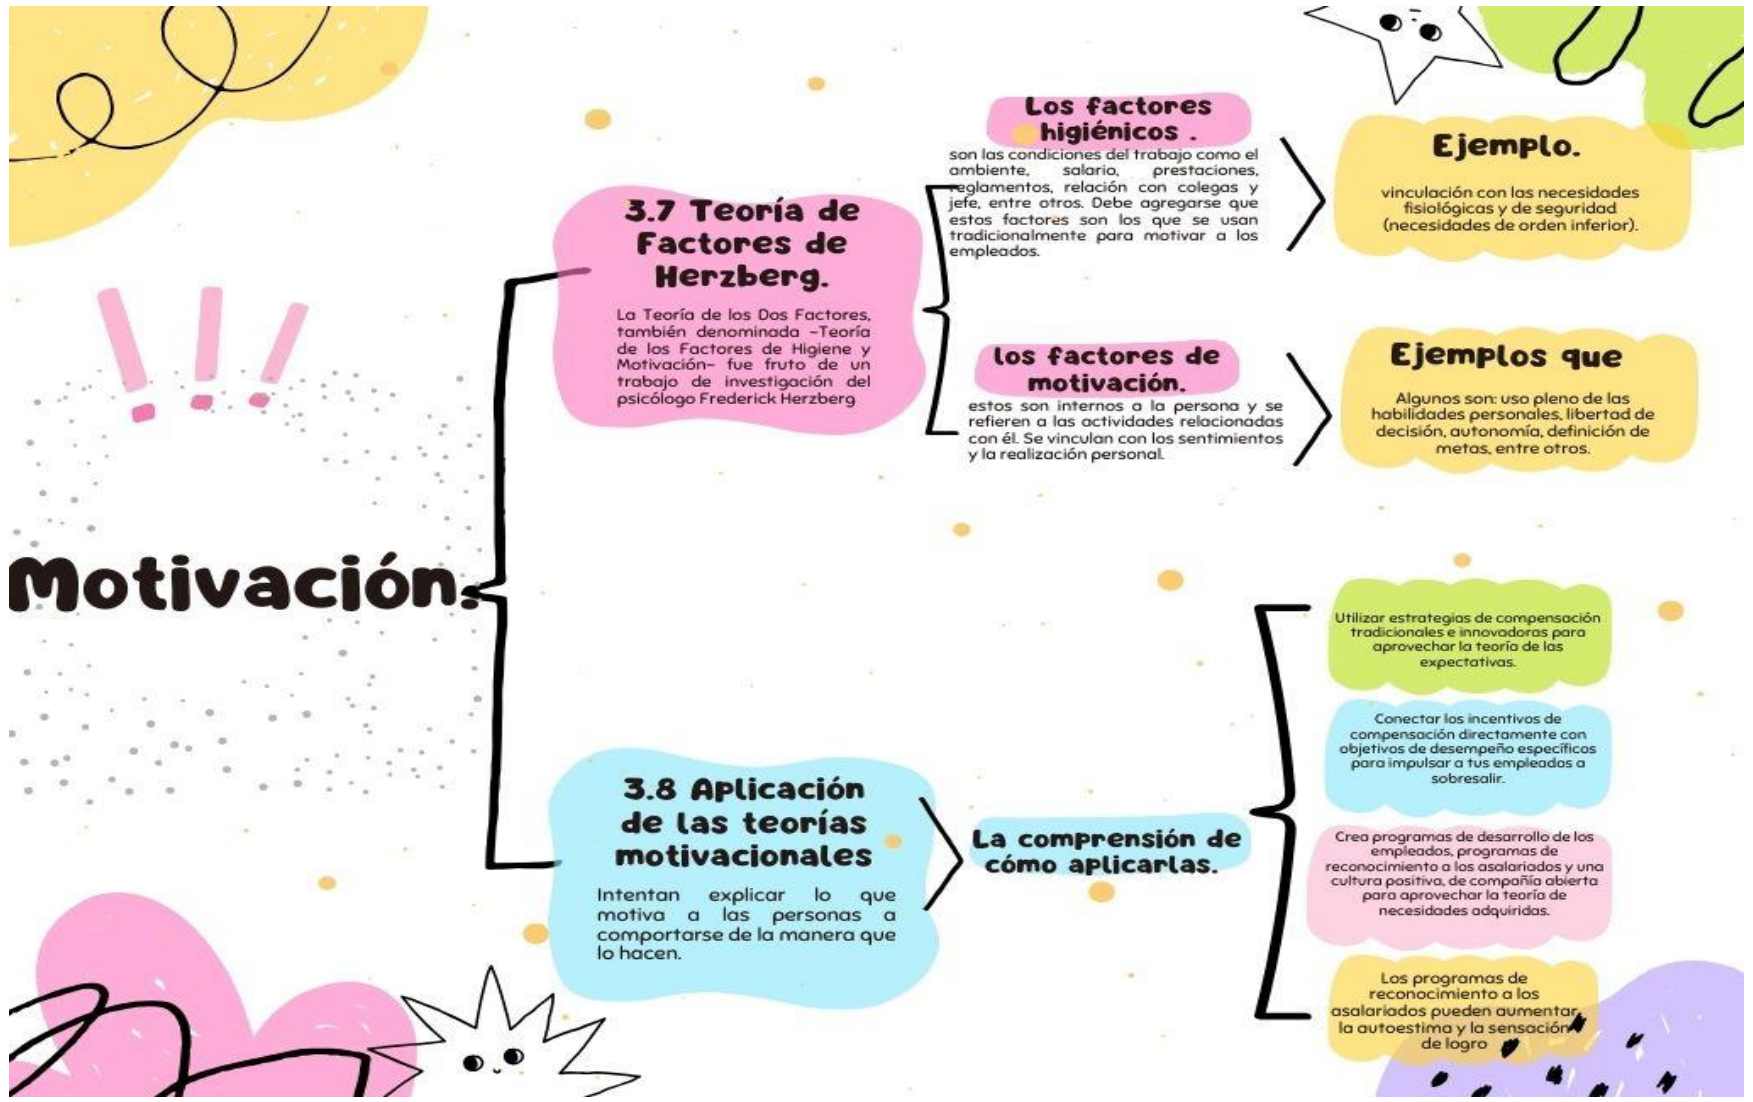 Motivación.
3.7 Teoría de
Factores de
Herzberg.
La Teoría de los Dos Factores,
también denominada -Teoría
de los Factores de Higiene y
Motivación- fue fruto de un
trabajo de investigación del
psicólogo Frederick Herzberg
Los factores
higiénicos .
son las condiciones del trabajo como el
ambiente, salario, prestaciones,
reglamentos, relación con colegas y
jefe, entre otros. Debe agregarse que
estos factores son los que se usan
tradicionalmente para motivar a los
empleados.
Ejemplo.
vinculación con las necesidades
fisiológicas y de seguridad
(necesidades de orden inferior).
los factores de
motivación.
estos son internos a la persona y se
refieren a las actividades relacionadas
con él. Se vinculan con los sentimientos
y la realización personal.
Ejemplos que
Algunos son: uso pleno de las
habilidades personales, libertad de
decisión, autonomía, definición de
metas, entre otros.
3.8 Aplicación
de las teorías
motivacionales
Intentan explicar lo que
motiva a las personas a
comportarse de la manera que
lo hacen.
La comprensión de
cómo aplicarlas.
Utilizar estrategias de compensación
tradicionales e innovadoras para
aprovechar la teoría de las
expectativas.
Conectar los incentivos de
compensación directamente con
objetivos de desempeño específicos
para impulsar a tus empleados a
sobresalir.
Crea programas de desarrollo de los
empleados, programas de
reconocimiento a los asalariados y una
cultura positiva, de compañía abierta
para aprovechar la teoría de
necesidades adquiridas.
Los programas de
reconocimiento a los
asalariados pueden aumentar
la autoestima y la sensación
de logro